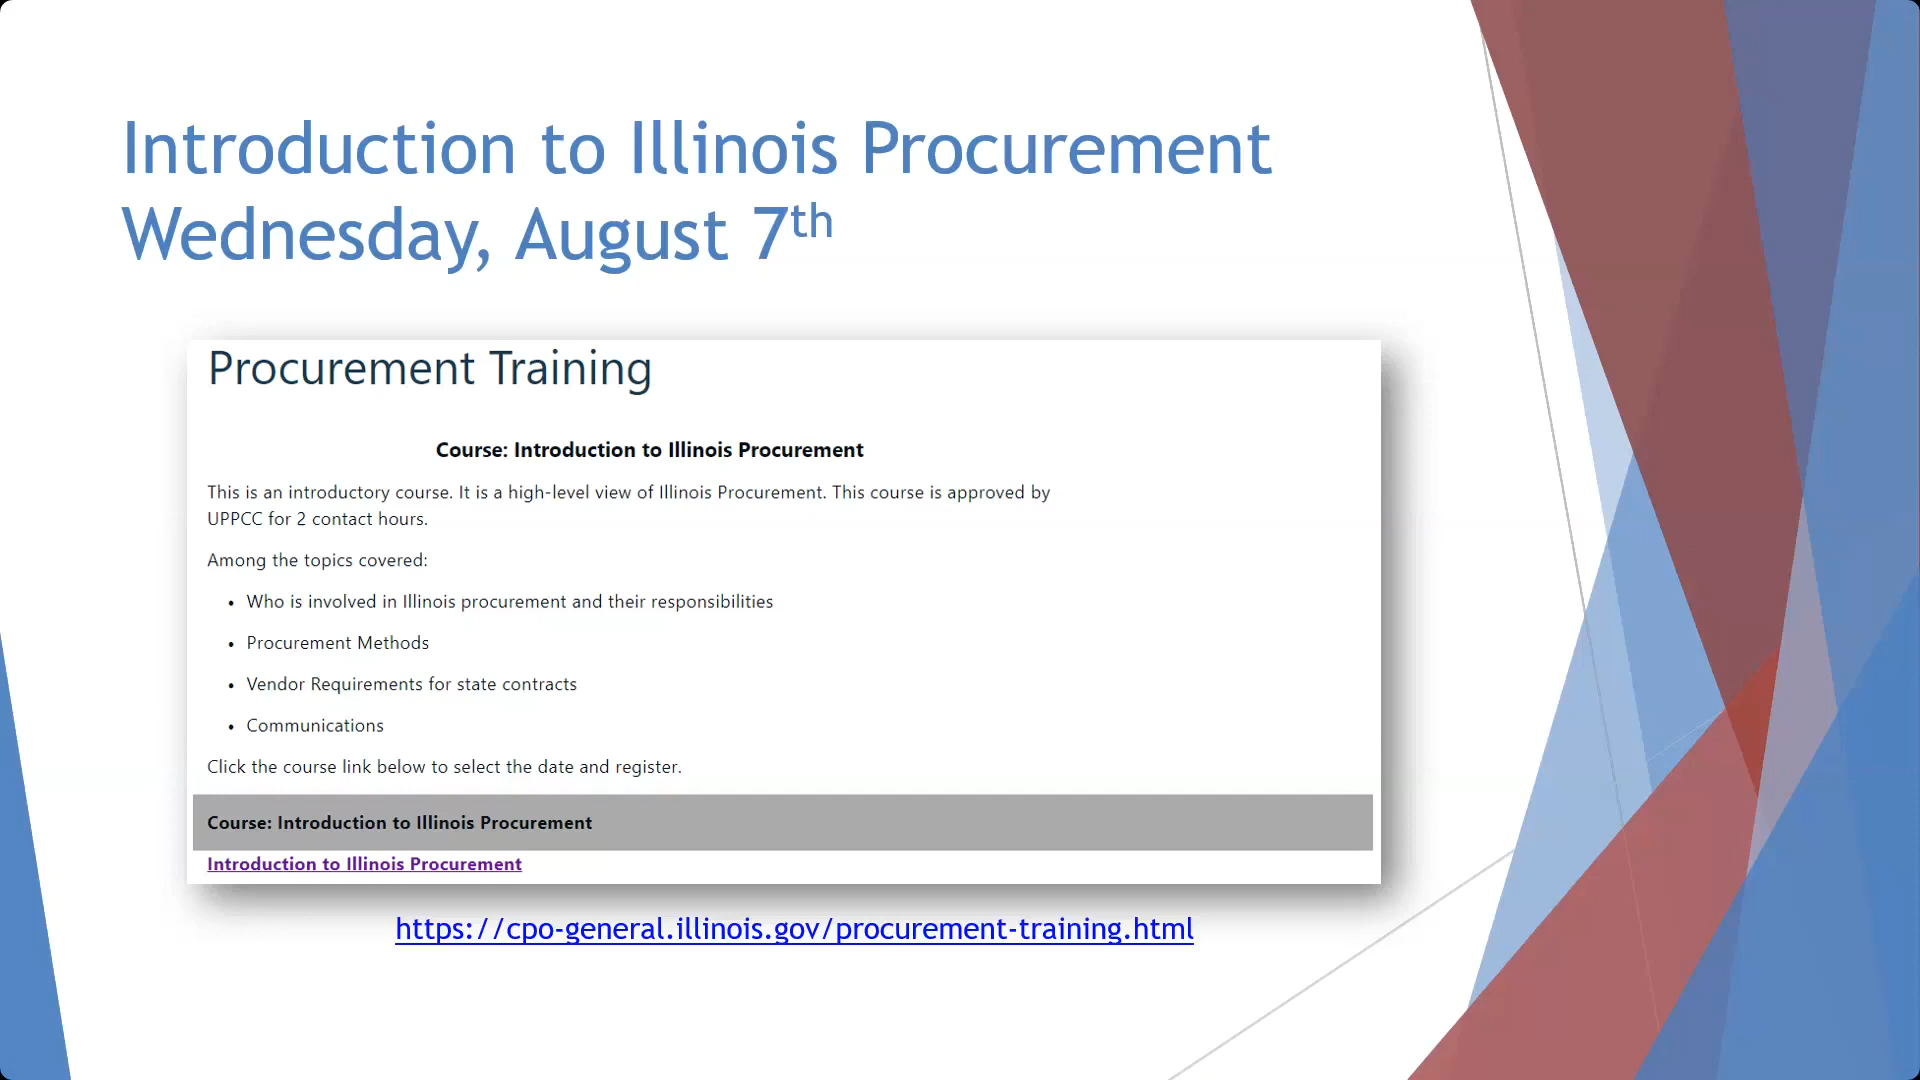 Introduction to Illinois Procurement
Wednesday, August 7th
Procurement Training
Course: Introduction to Illinois Procurement
This is an introductory course. It is a high-level view of Illinois Procurement. This course is approved by
UPPCC for 2 contact hours.
Among the topics covered:
• Who is involved in Illinois procurement and their responsibilities
• Procurement Methods
• Vendor Requirements for state contracts
• Communications
Click the course link below to select the date and register.
Course: Introduction to Illinois Procurement
Introduction to Illinois Procurement
https://cpo-general.illinois.gov/procurement-training.html